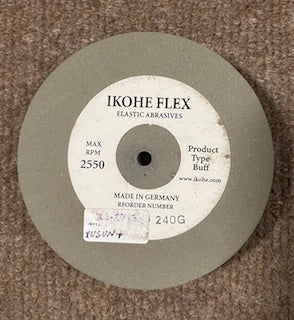 IKOHE FLEX
ELASTIC ABRASIVES
MAX
RPM
2550
Product
Type
Buff
www.ikohe.com
MADE IN GERMANY
REORDER NUMBER
240G